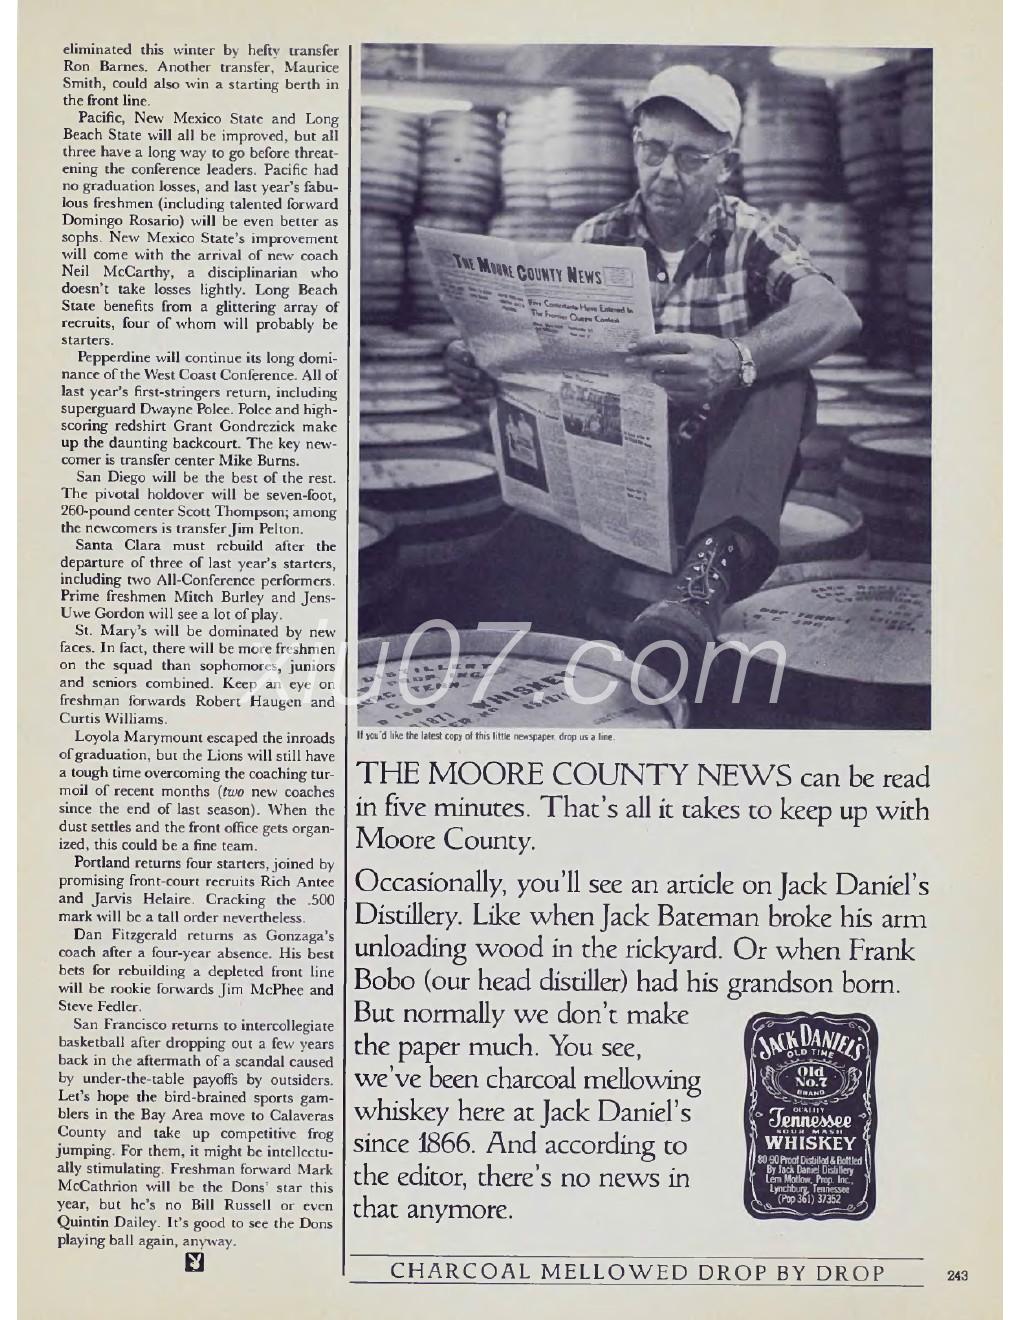 eliminated this winter by hefty transfer
Ron Barnes. Another transfer, Maurice
Smith, could also win a starting berth in
the front line.
Pacific, New Mexico State and Long
Beach State will all be improved, but all
three have a long way to go before threat-
ening the conference leaders. Pacific had
no graduation losses, and last year's fabu-
lous freshmen (including talented forward
Domingo Rosario) will be even better as
sophs. New Mexico State's improvement
will come with the arrival of new coach
Neil McCarthy, a disciplinarian who
doesn't take losses lightly. Long Beach
State benefits from a glittering array of
recruits, four of whom will probably be
starters.
Pepperdine will continue its long domi-
nance of the West Coast Conference. All of
last year's first-stringers return, including
superguard Dwayne Polee. Polee and high-
scoring redshirt Grant Gondrezick make
up the daunting backcourt. The key new-
comer is transfer center Mike Burns.
San Diego will be the best of the rest.
The pivotal holdover will be seven-foot,
260-pound center Scott Thompson; among
the newcomers is transfer Jim Pelton.
Santa Clara must rebuild after the
departure of three of last year's starters,
including two All-Conference performers.
Prime freshmen Mitch Burley and Jens-
Uwe Gordon will see a lot of play.
St. Mary's will be dominated by new
faces. In fact, there will be more freshmen
on the squad than sophomores, juniors
and seniors combined. Keep an eye on
freshman forwards Robert Haugen and
Curtis Williams.
Loyola Marymount escaped the inroads
of graduation, but the Lions will still have
a tough time overcoming the coaching tur-
moil of recent months (two new coaches
since the end of last season). When the
dust settles and the front office gets organ-
ized, this could be a fine team.
Portland returns four starters, joined by
promising front-court recruits Rich Antee
and Jarvis Helaire. Cracking the .500
mark will be a tall order nevertheless.
Dan Fitzgerald returns as Gonzaga's
coach after a four-year absence. His best
bets for rebuilding a depleted front line
will be rookie forwards Jim McPhee and
Steve Fedler.
San Francisco returns to intercollegiate
basketball after dropping out a few years
back in the aftermath of a scandal caused
by under-the-table payoffs by outsiders.
Let's hope the bird-brained sports gam-
blers in the Bay Area move to Calaveras
County and take up competitive frog
jumping. For them, it might be intellectu-
ally stimulating. Freshman forward Mark
McCathrion will be the Dons' star this
year, but he's no Bill Russell or even
Quintin Dailey. It's good to see the Dons
playing ball again, anyway.
THE MOORE COUNTY NEWS
Five Contestants Have Entered In
The Frontier Queen Contest
WHISKEY
xiu07.com
If you'd like the latest copy of this little newspaper, drop us a line.
THE MOORE COUNTY NEWS can be read
in five minutes. That's all it takes to keep up with
Moore County.
Occasionally, you'll see an article on Jack Daniel's
Distillery. Like when Jack Bateman broke his arm
unloading wood in the rickyard. Or when Frank
Bobo (our head distiller) had his grandson born.
But normally we don't make
the paper much. You see,
we've been charcoal mellowing
whiskey here at Jack Daniel's
since 1866. And according to
the editor, there's no news in
that anymore.
JACK DANIEL'S
OLD TIME
Old
No.7
BRAND
QUALITY
Tennessee
SOUR MASH
WHISKEY
80-90 Proof Distilled & Bottled
By Jack Daniel Distillery
Lem Motlow, Prop. Inc.,
Lynchburg, Tennessee
(Pop 361) 37352
CHARCOAL MELLOWED DROP BY DROP
243